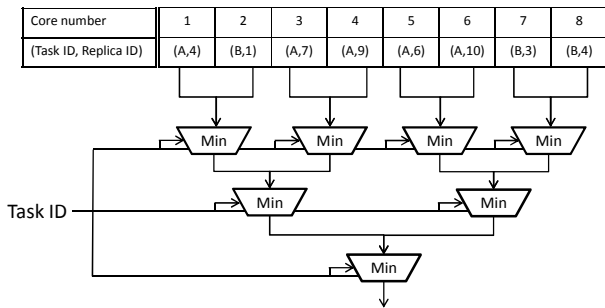 Core number 1 2 3 4 5 6 7 8
(Task ID, Replica ID) (A,4) (B,1) (A,7) (A,9) (A,6) (A,10) (B,3) (B,4)
Min Min Min Min
Task ID Min Min
Min